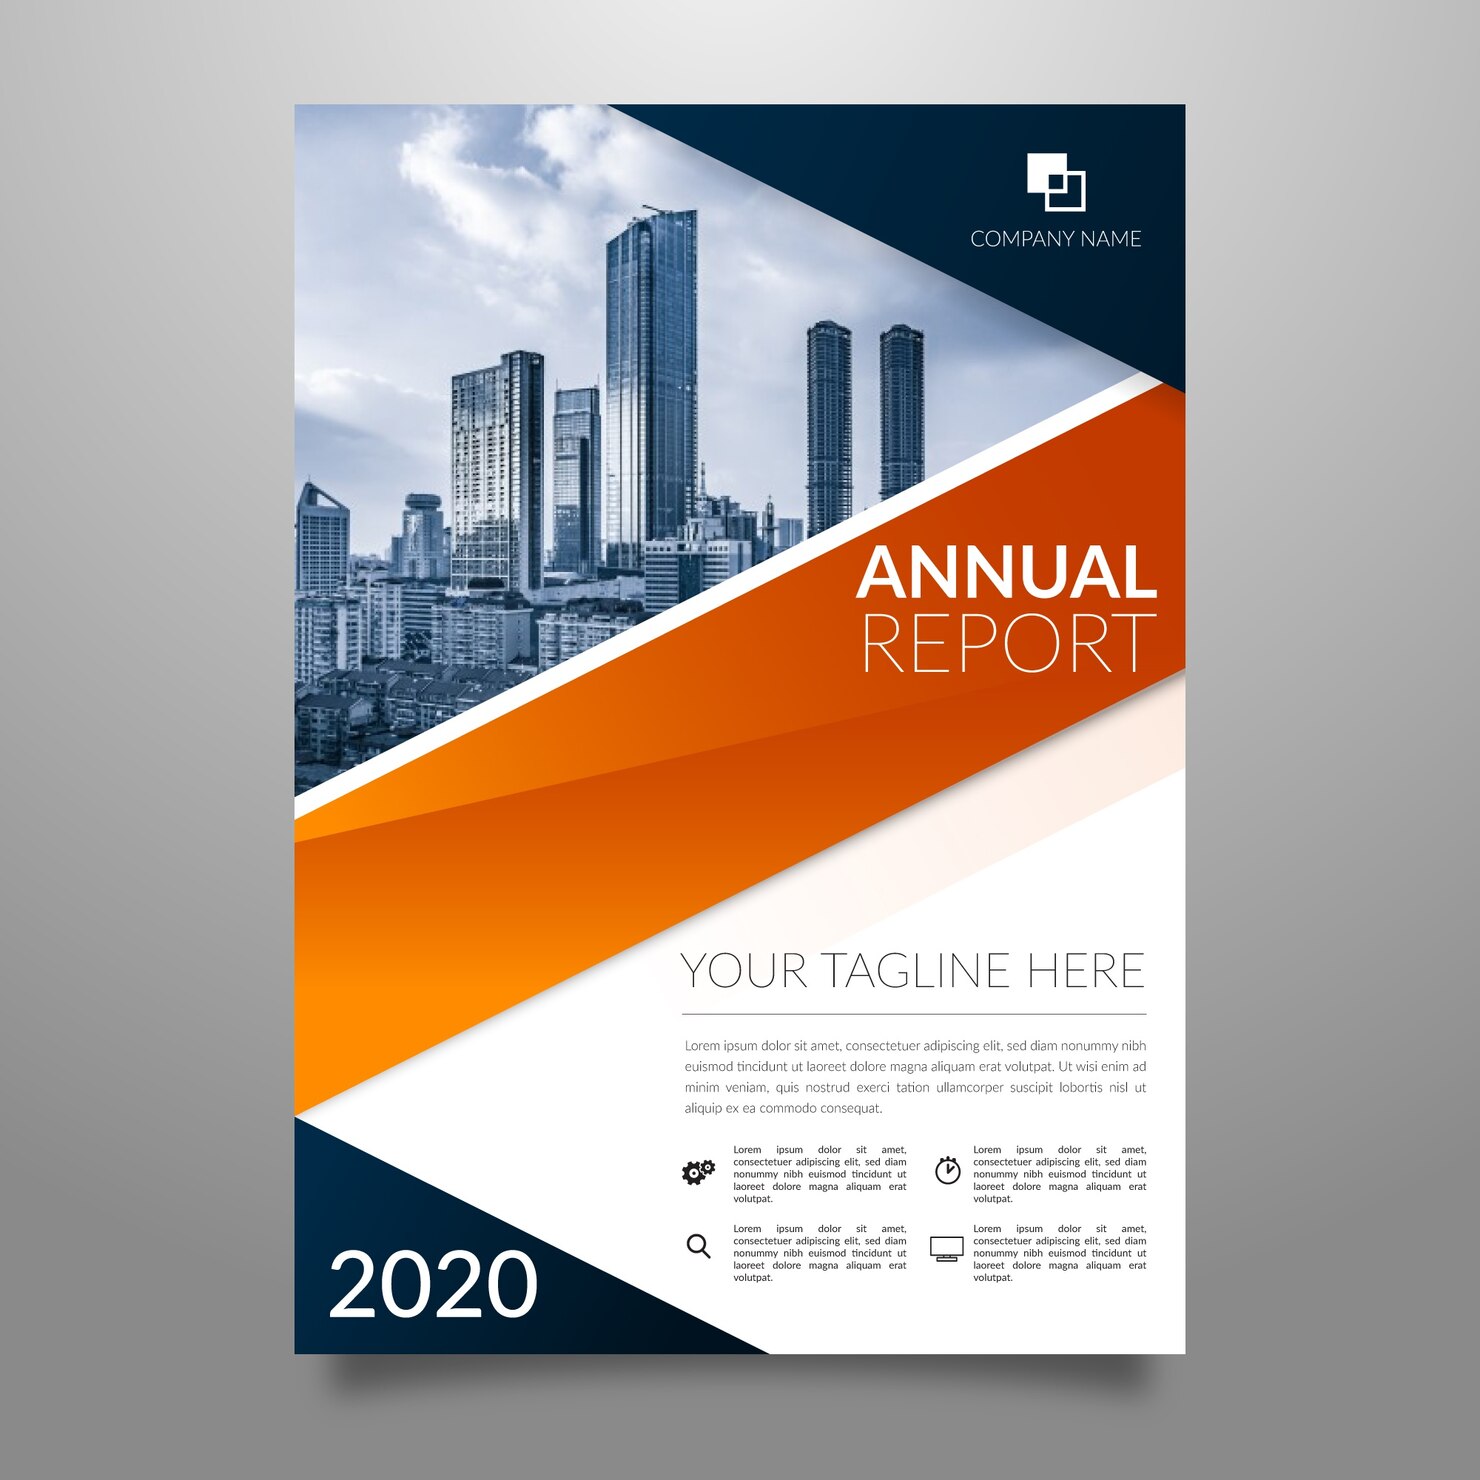 COMPANY NAME
ANNUAL
REPORT
YOUR TAGLINE HERE
Lorem ipsum dolor sit amet, consectetuer adipiscing elit, sed diam nonummy nibh
euismod tincidunt ut laoreet dolore magna aliquam erat volutpat. Ut wisi enim ad
minim veniam, quis nostrud exerci tation ullamcorper suscipit lobortis nisl ut
aliquip ex ea commodo consequat.
Lorem ipsum dolor sit amet,
consectetuer adipiscing elit, sed diam
nonummy nibh euismod tincidunt ut
laoreet dolore magna aliquam erat
volutpat.
Lorem ipsum dolor sit amet,
consectetuer adipiscing elit, sed diam
nonummy nibh euismod tincidunt ut
laoreet dolore magna aliquam erat
volutpat.
Lorem ipsum dolor sit amet,
consectetuer adipiscing elit, sed diam
nonummy nibh euismod tincidunt ut
laoreet dolore magna aliquam erat
volutpat.
Lorem ipsum dolor sit amet,
consectetuer adipiscing elit, sed diam
nonummy nibh euismod tincidunt ut
laoreet dolore magna aliquam erat
volutpat.
2020